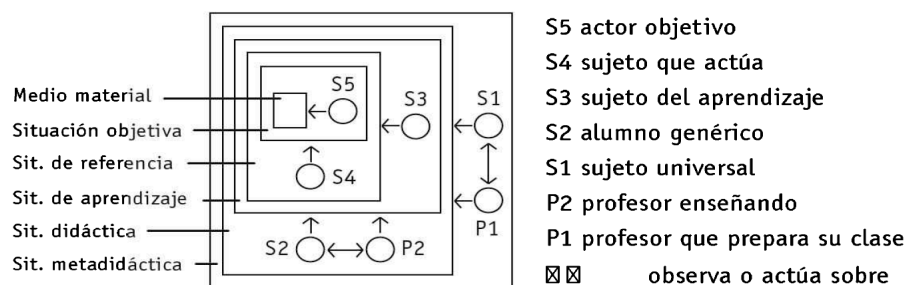 Medio material
Situación objetiva
Sit. de referencia
Sit. de aprendizaje
Sit. didáctica
Sit. metadidáctica
S5
S3
S1
S4
S2
P2
P1
S5 actor objetivo
S4 sujeto que actúa
S3 sujeto del aprendizaje
S2 alumno genérico
S1 sujeto universal
P2 profesor enseñando
P1 profesor que prepara su clase
☒☒ observa o actúa sobre